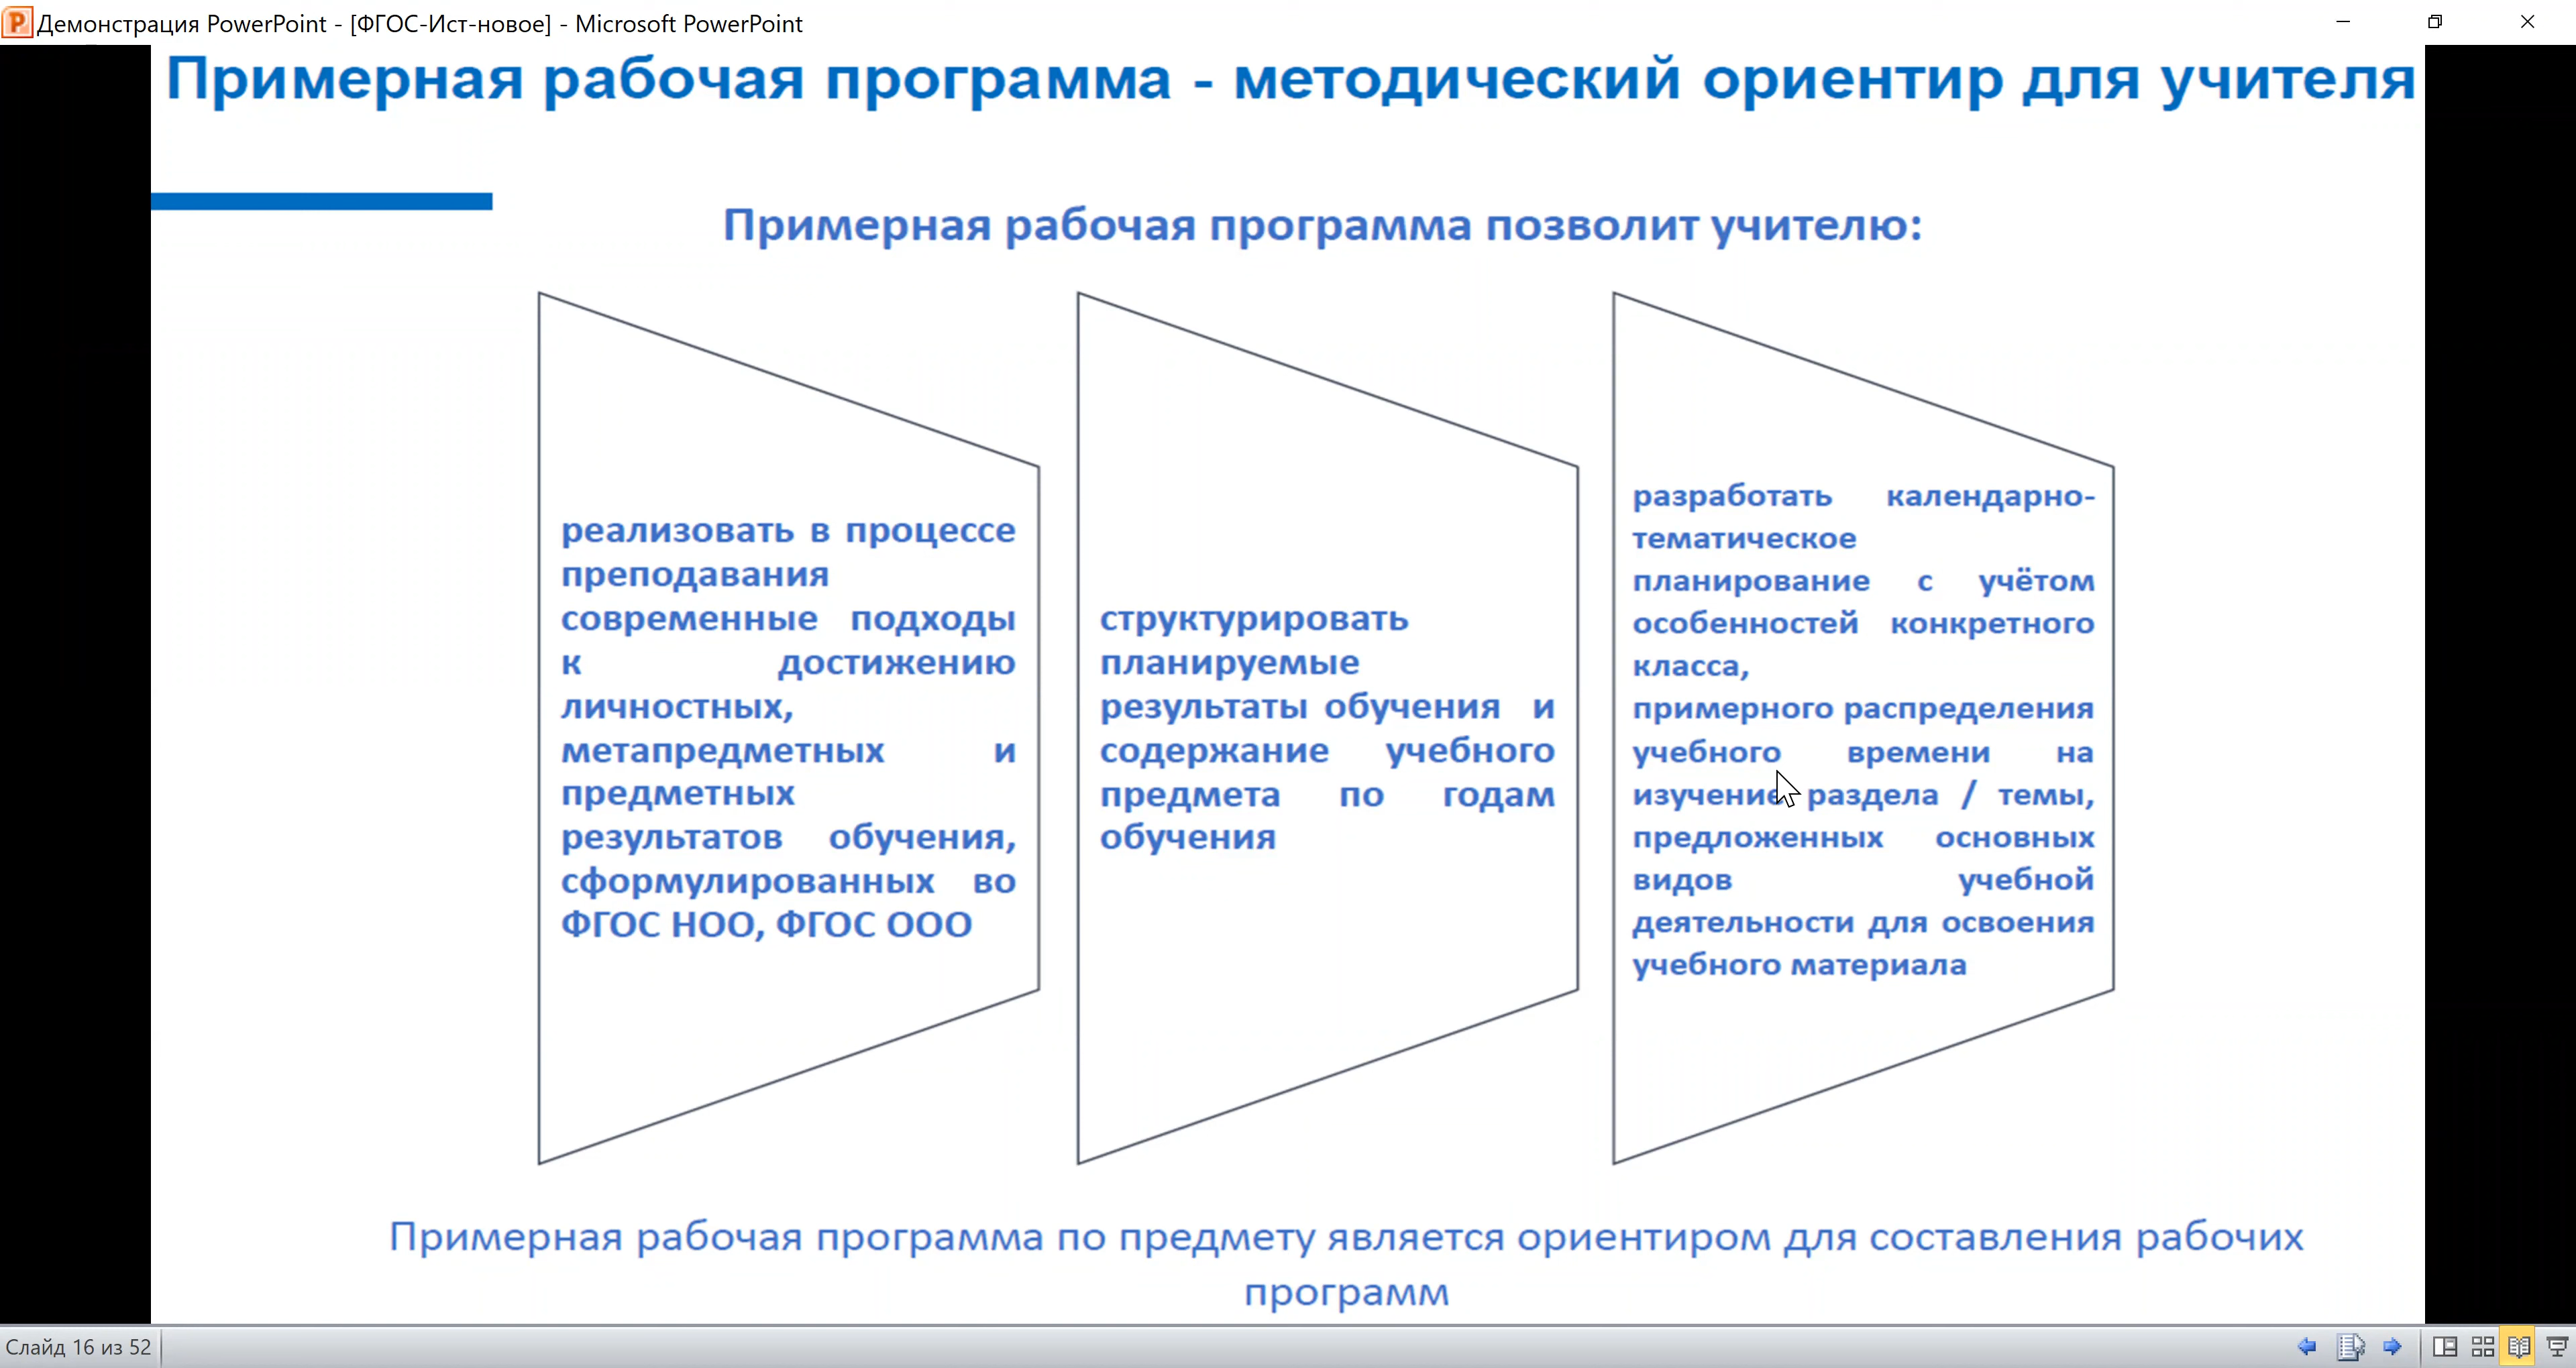 Демонстрация PowerPoint - [ФГОС-Ист-новое] - Microsoft PowerPoint
Примерная рабочая программа - методический ориентир для учителя
Примерная рабочая программа позволит учителю:
реализовать в процессе
преподавания
современные подходы
к достижению
личностных,
метапредметных и
предметных
результатов обучения,
сформулированных во
ФГОС НОО, ФГОС ООО
структурировать
планируемые
результаты обучения и
содержание учебного
предмета по годам
обучения
разработать календарно-
тематическое
планирование с учётом
особенностей конкретного
класса,
примерного распределения
учебного времени на
изучение раздела / темы,
предложенных основных
видов учебной
деятельности для освоения
учебного материала
Примерная рабочая программа по предмету является ориентиром для составления рабочих
программ
Слайд 16 из 52